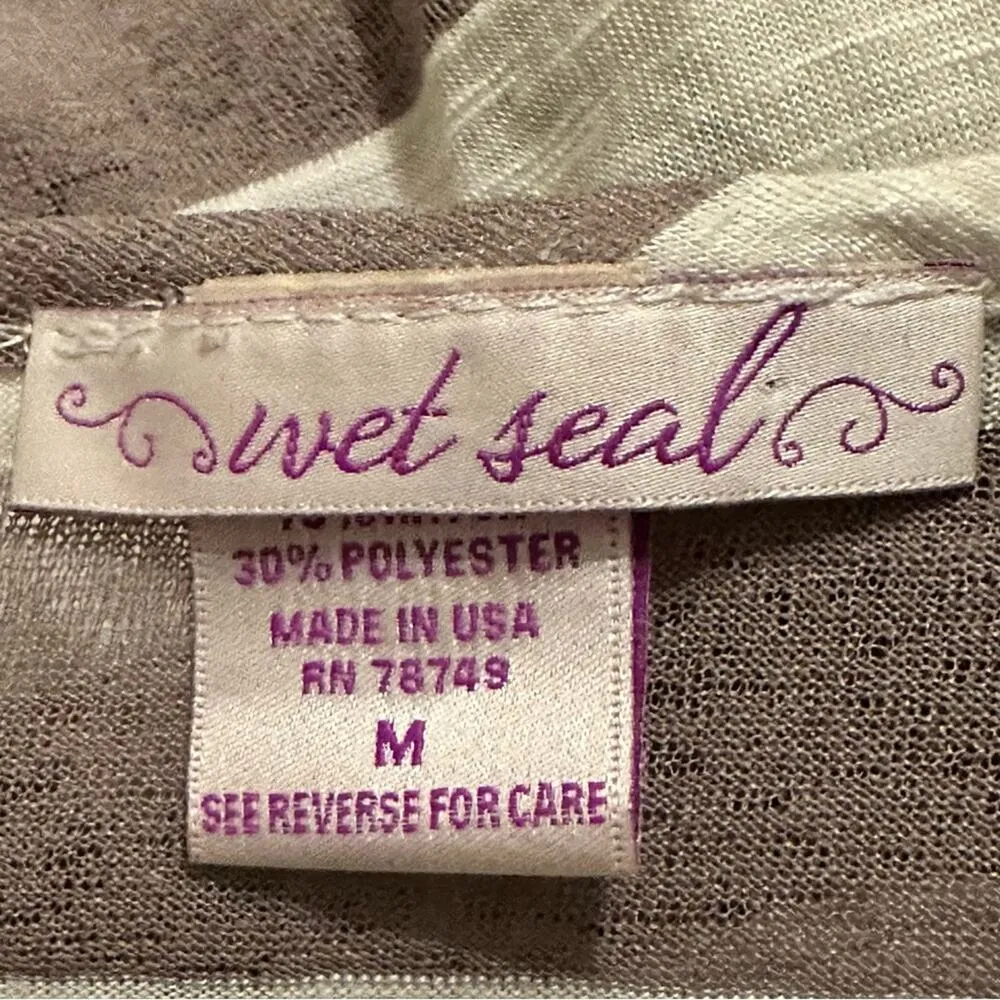 wet seal
30% POLYESTER
MADE IN USA
RN 78749
M
SEE REVERSE FOR CARE